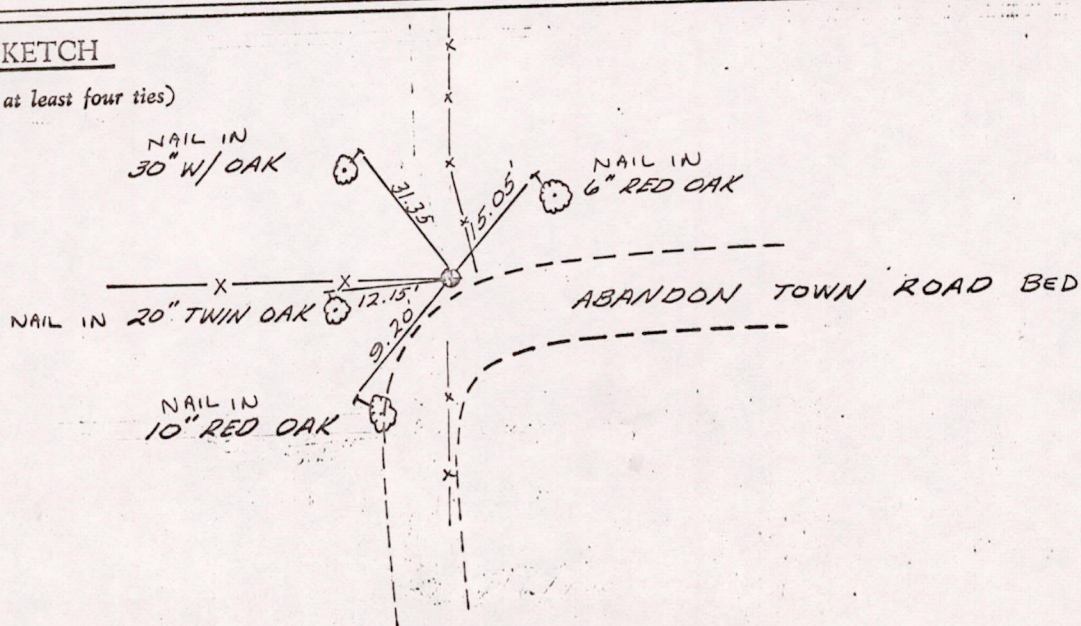 KETCH
at least four ties)
NAIL IN
30" W/ OAK
31.35
15.05'
NAIL IN
6" RED OAK
ABANDON TOWN ROAD BED
NAIL IN 20" TWIN OAK
12.15'
9.20'
NAIL IN
10" RED OAK